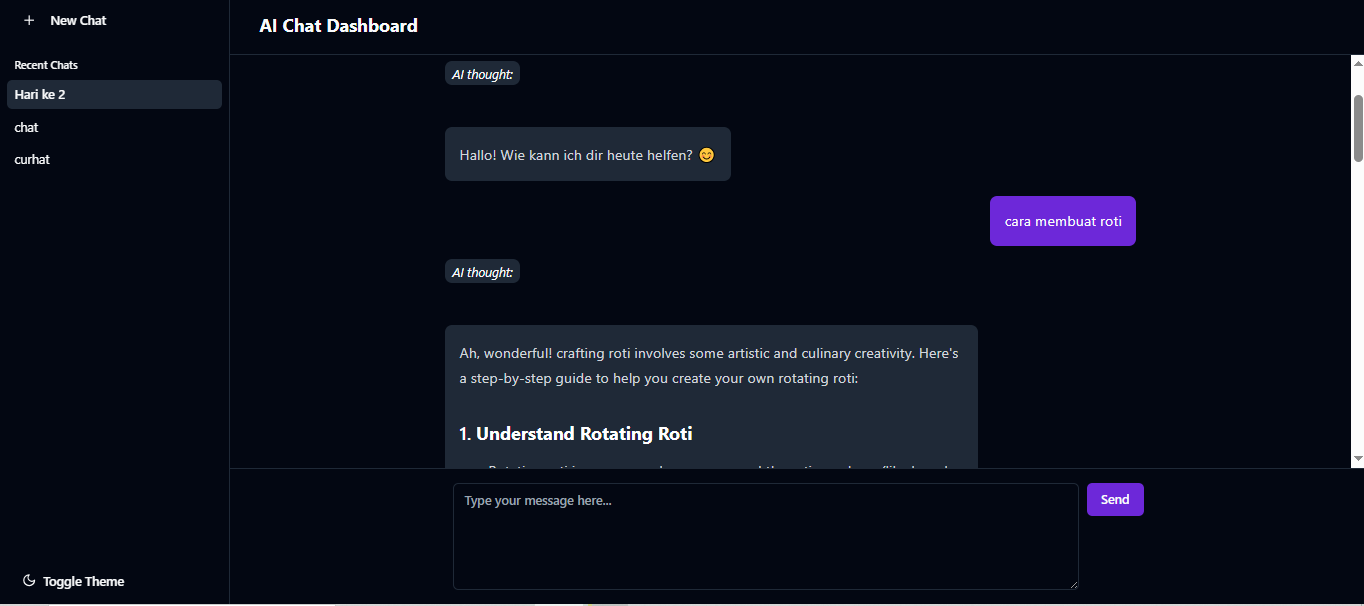 New Chat
AI Chat Dashboard
Recent Chats
Hari ke 2
chat
curhat
AI thought:
Hallo! Wie kann ich dir heute helfen? 😊
cara membuat roti
AI thought:
Ah, wonderful! crafting roti involves some artistic and culinary creativity. Here's
a step-by-step guide to help you create your own rotating roti:
1. Understand Rotating Roti
Type your message here...
Send
Toggle Theme